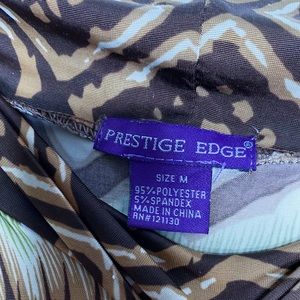 PRESTIGE EDGE®
SIZE M
95%POLYESTER
5%SPANDEX
MADE IN CHINA
RN#121130